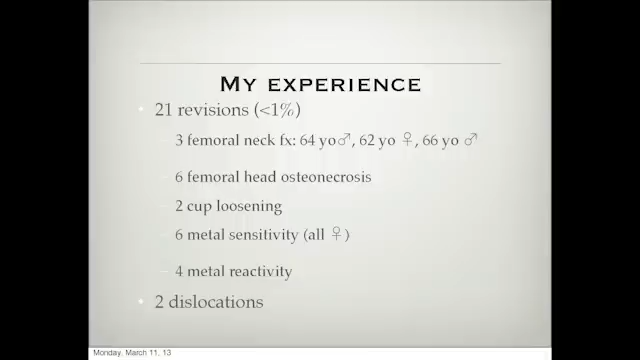 My experience
• 21 revisions (<1%)
– 3 femoral neck fx: 64 yo♂, 62 yo ♀, 66 yo ♂
– 6 femoral head osteonecrosis
– 2 cup loosening
– 6 metal sensitivity (all ♀)
– 4 metal reactivity
• 2 dislocations
Monday, March 11, 13